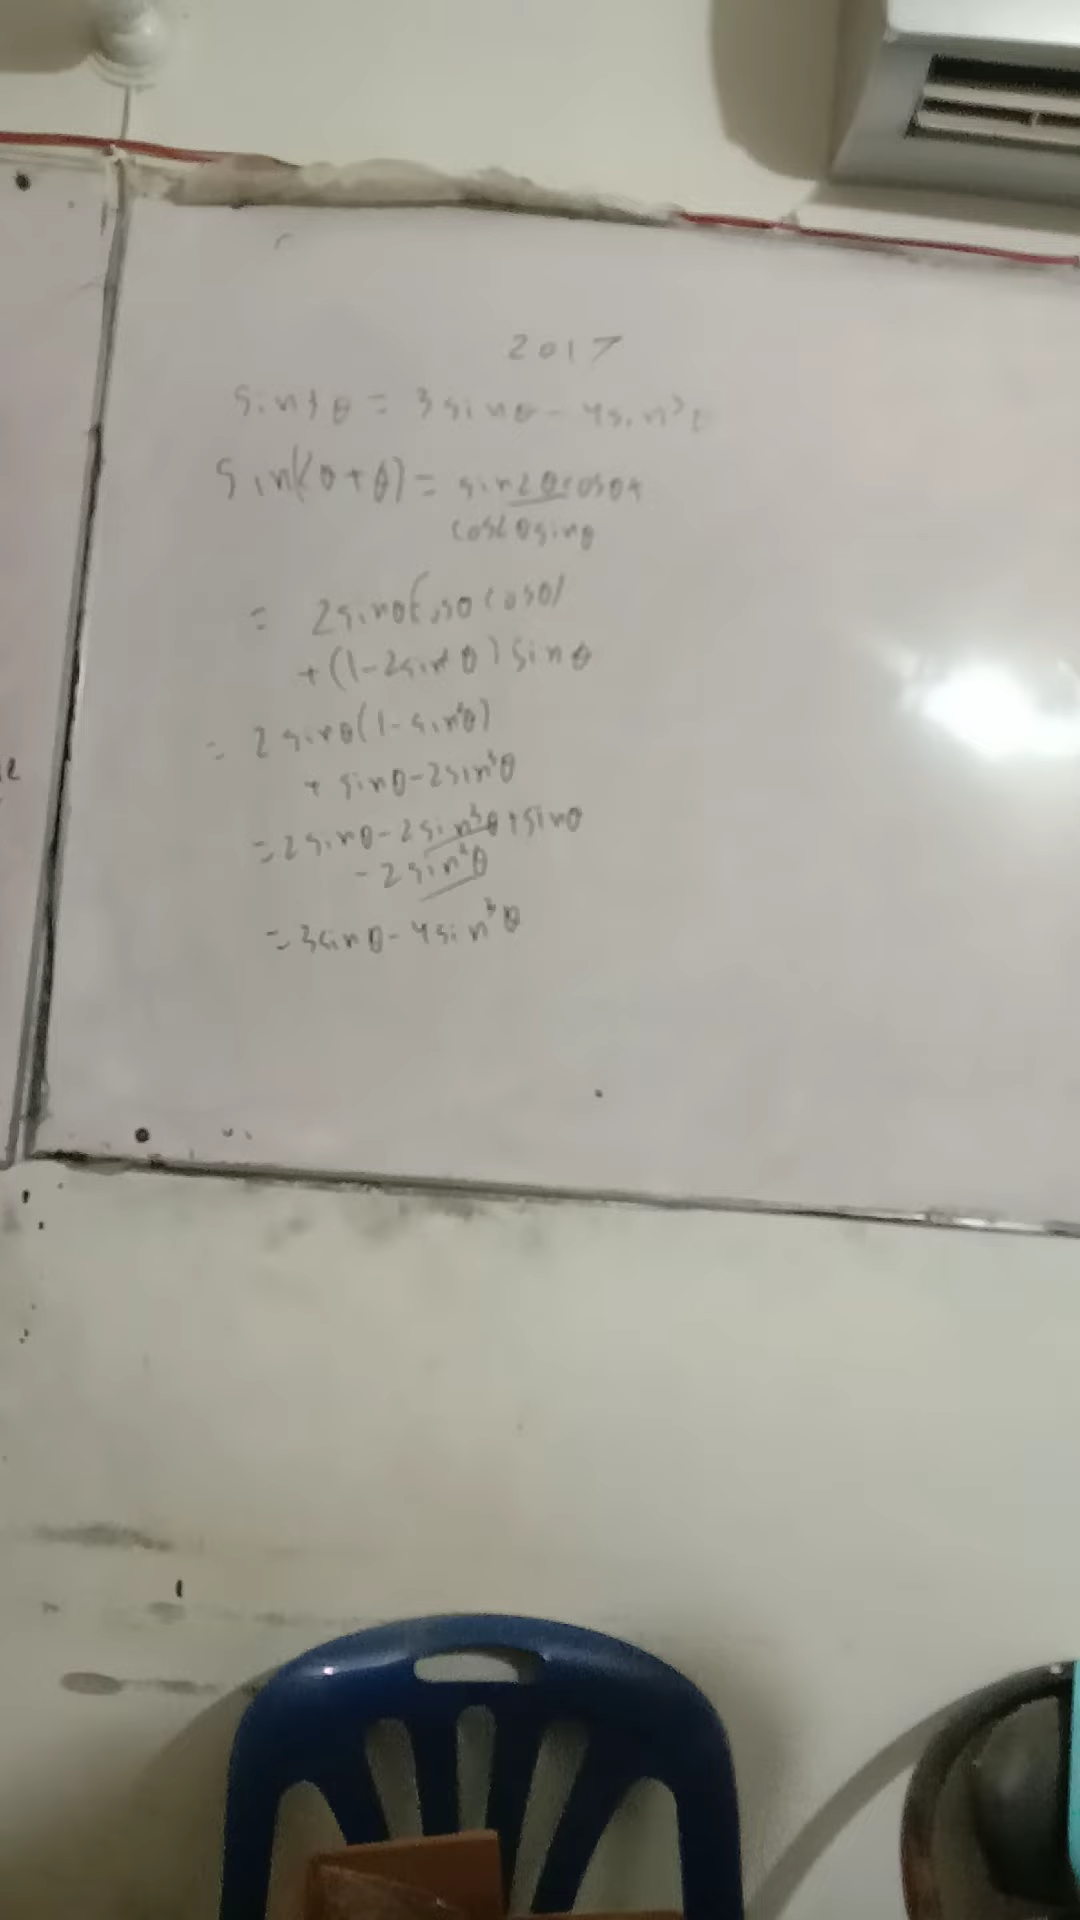 2017
sin3θ = 3sinθ - 4sin³θ
sin(2θ+θ) = sin2θcosθ+
cos2θsinθ
= 2sinθcosθcosθ
+(1-2sin²θ)sinθ
= 2sinθ(1-sin²θ)
+ sinθ-2sin³θ
=2sinθ-2sin³θ+sinθ
-2sin³θ
=3sinθ-4sin³θ